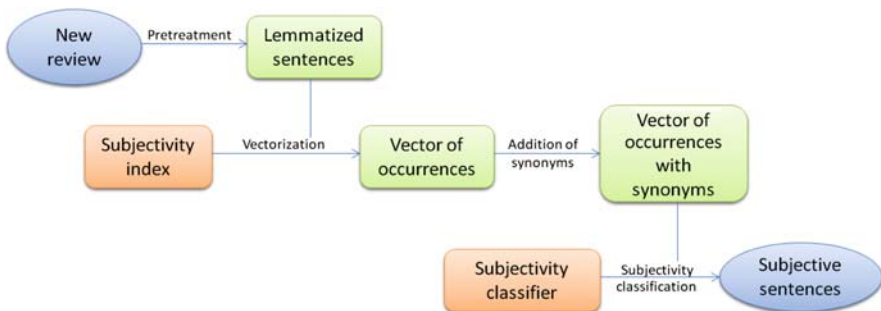 New
review
Pretreatment
Lemmatized
sentences
Subjectivity
index
Vectorization
Vector of
occurrences
Addition of
synonyms
Vector of
occurrences
with
synonyms
Subjectivity
classifier
Subjectivity
classification
Subjective
sentences